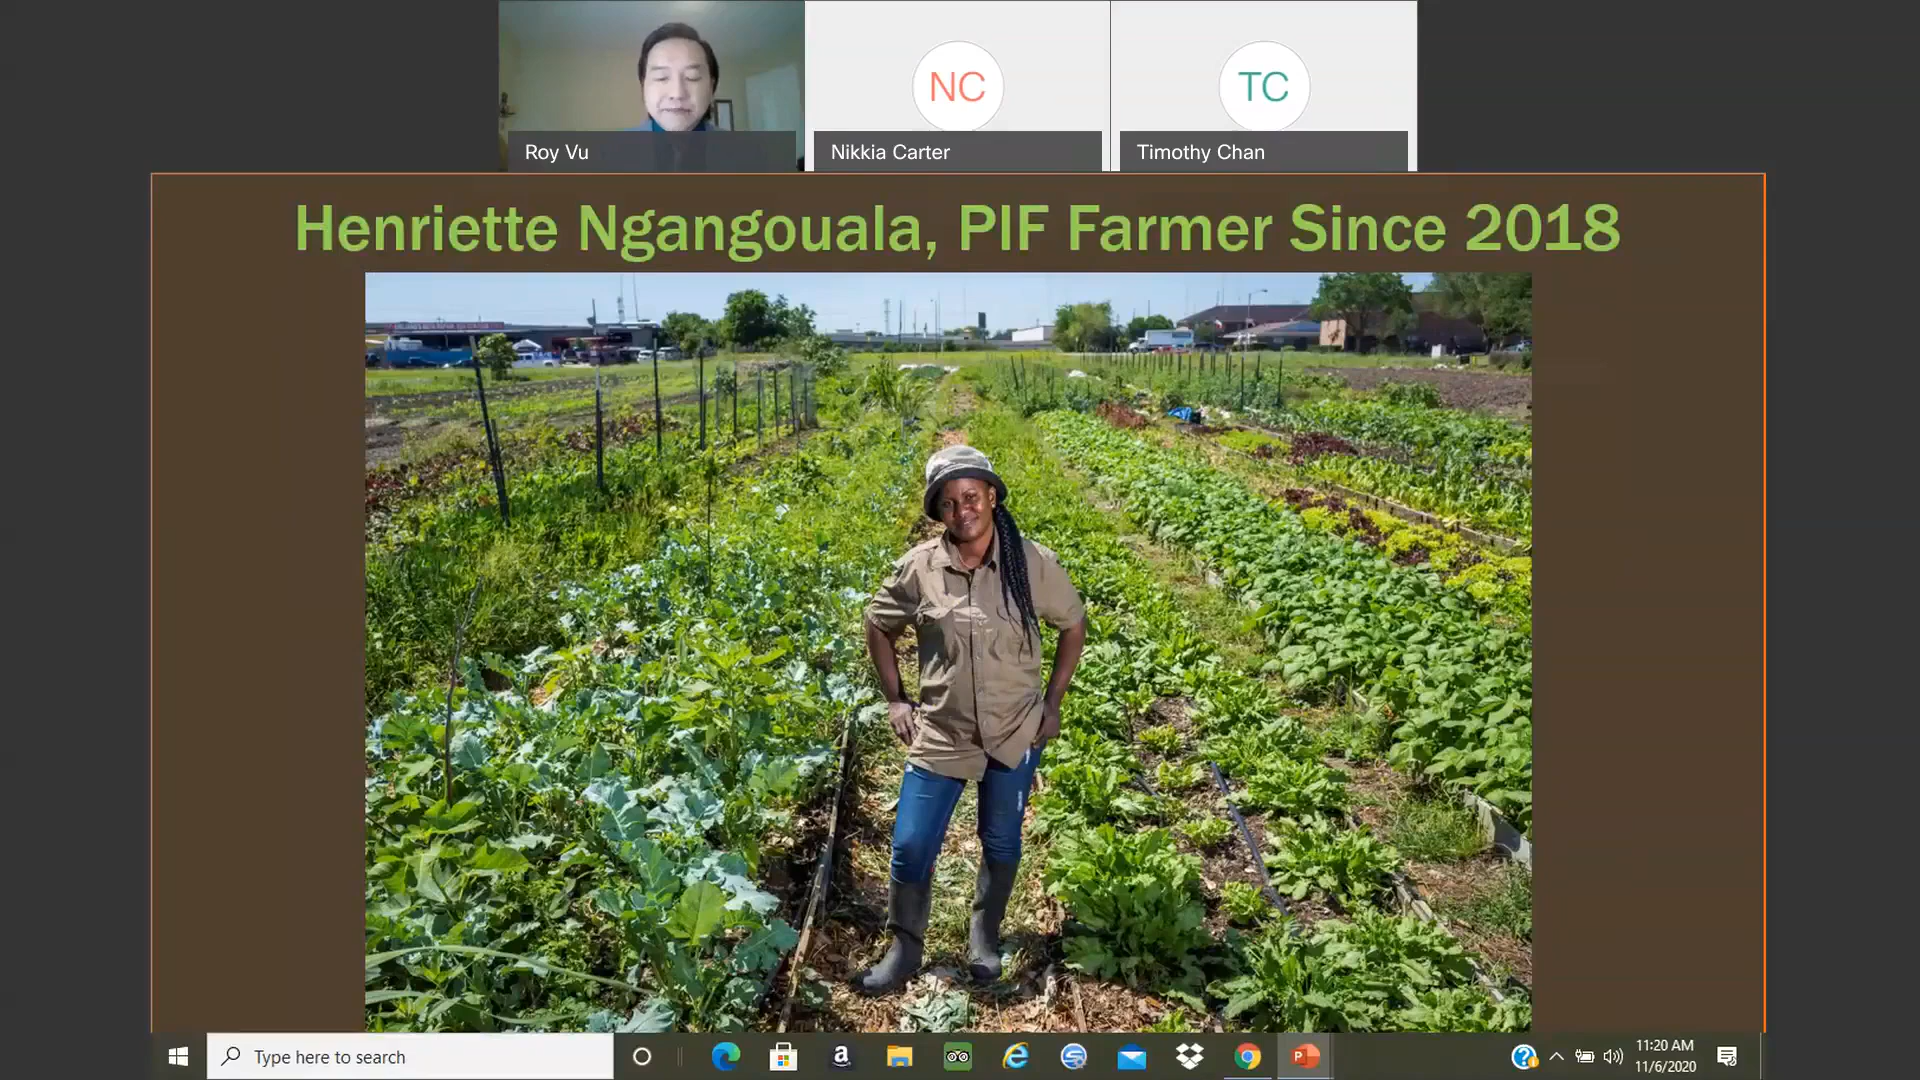 NC
TC
Roy Vu
Nikkia Carter
Timothy Chan
Henriette Ngangouala, PIF Farmer Since 2018
Type here to search
11:20 AM
11/6/2020